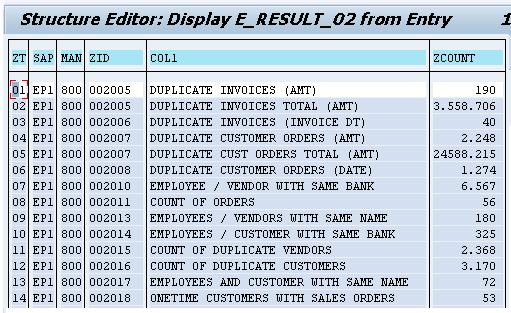 Structure Editor: Display E_RESULT_02 from Entry 1
ZT SAP MAN ZID COL1 ZCOUNT
01 EP1 800 002005 DUPLICATE INVOICES (AMT) 190
02 EP1 800 002005 DUPLICATE INVOICES TOTAL (AMT) 3.558.706
03 EP1 800 002006 DUPLICATE INVOICES (INVOICE DT) 40
04 EP1 800 002007 DUPLICATE CUSTOMER ORDERS (AMT) 2.248
05 EP1 800 002007 DUPLICATE CUST ORDERS TOTAL (AMT) 24588.215
06 EP1 800 002008 DUPLICATE CUSTOMER ORDERS (DATE) 1.274
07 EP1 800 002010 EMPLOYEE / VENDOR WITH SAME BANK 6.567
08 EP1 800 002011 COUNT OF ORDERS 56
09 EP1 800 002013 EMPLOYEES / VENDORS WITH SAME NAME 180
10 EP1 800 002014 EMPLOYEES / CUSTOMER WITH SAME BANK 325
11 EP1 800 002015 COUNT OF DUPLICATE VENDORS 2.368
12 EP1 800 002016 COUNT OF DUPLICATE CUSTOMERS 3.170
13 EP1 800 002017 EMPLOYEES AND CUSTOMER WITH SAME NAME 72
14 EP1 800 002018 ONETIME CUSTOMERS WITH SALES ORDERS 53